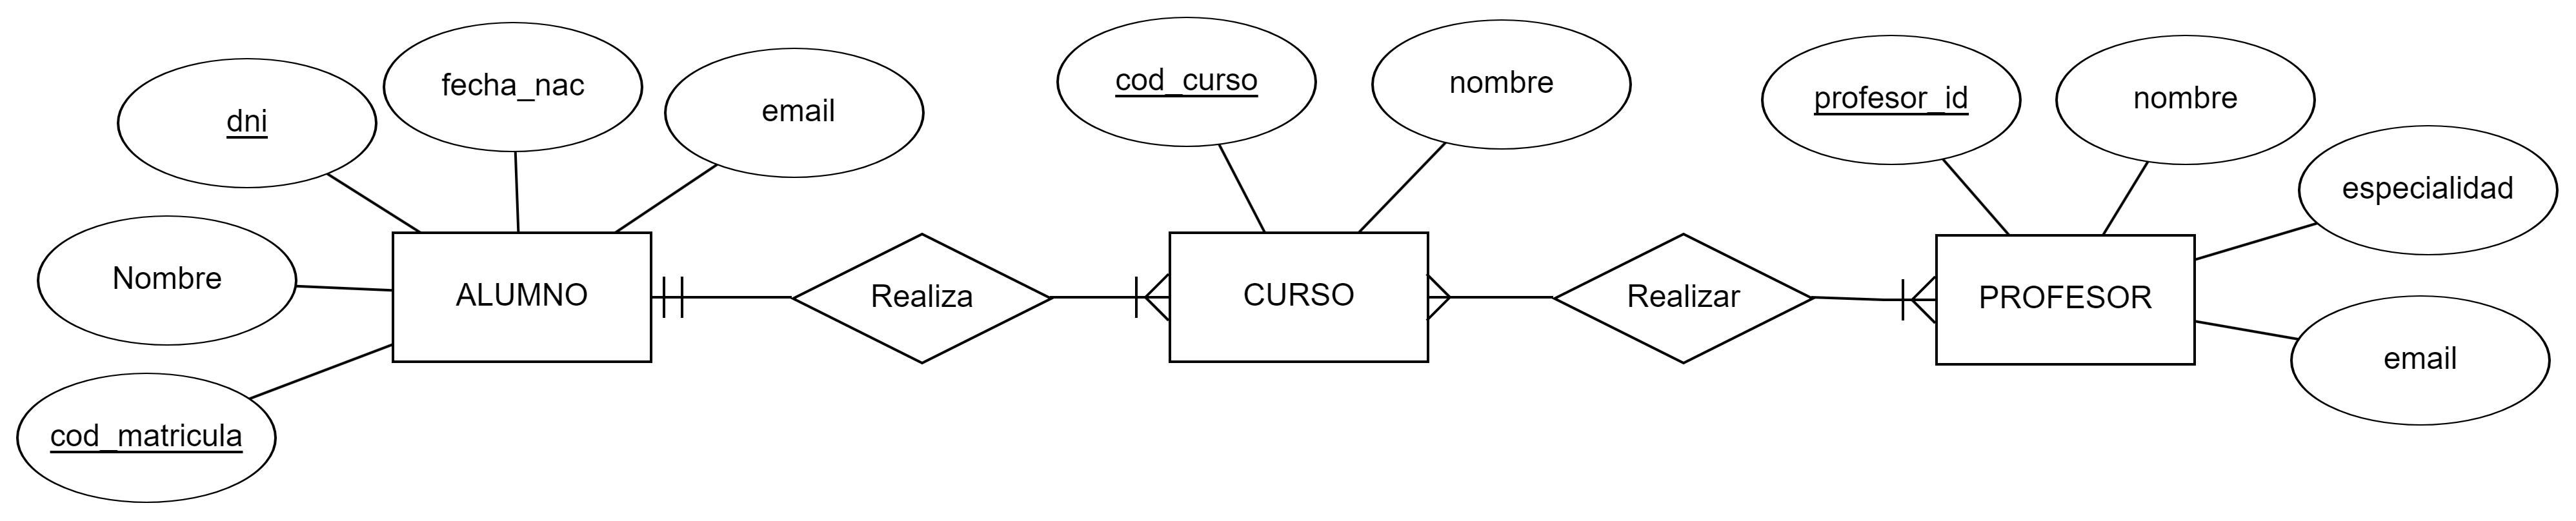 dni
fecha_nac
email
Nombre
cod_matricula
ALUMNO
Realiza
cod_curso
nombre
CURSO
Realizar
profesor_id
nombre
especialidad
email
PROFESOR